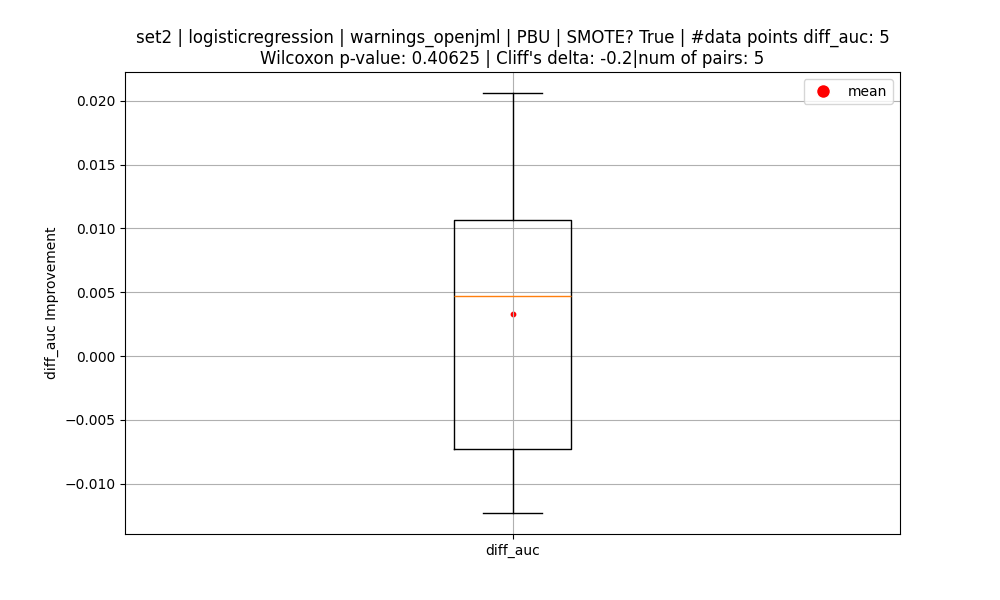 set2 | logisticregression | warnings_openjml | PBU | SMOTE? True | #data points diff_auc: 5
Wilcoxon p-value: 0.40625 | Cliff's delta: -0.2|num of pairs: 5
mean
0.020
0.015
0.010
0.005
0.000
−0.005
−0.010
diff_auc Improvement
diff_auc